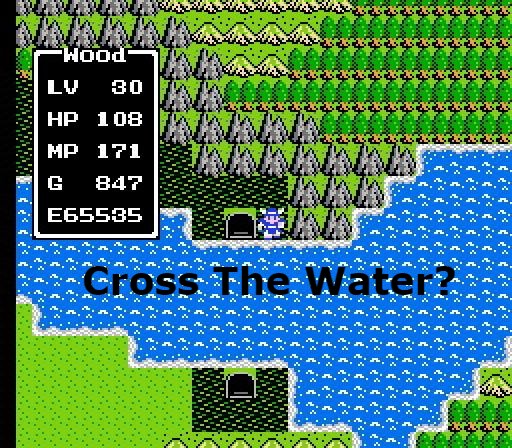 Wood
LV 30
HP 108
MP 171
G 847
E65535
Cross The Water?